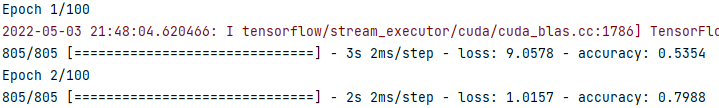 Epoch 1/100
2022-05-03 21:48:04.620466: I tensorflow/stream_executor/cuda/cuda_blas.cc:1786]
805/805 [==============================] - 3s 2ms/step - loss: 9.0578 - accuracy: 0.5354
Epoch 2/100
805/805 [==============================] - 2s 2ms/step - loss: 1.0157 - accuracy: 0.7988